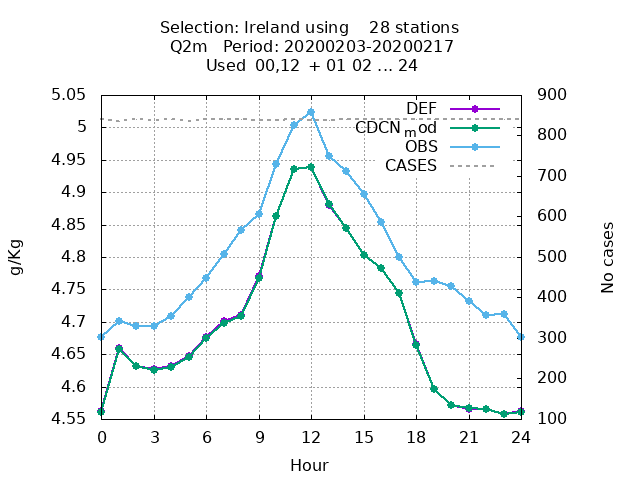 Selection: Ireland using    28 stations
Q2m   Period: 20200203-20200217
Used  00,12  + 01 02 ... 24
5.05
5
4.95
4.9
4.85
4.8
4.75
4.7
4.65
4.6
4.55
g/Kg
DEF
CDCN_mod
OBS
CASES
900
800
700
600
500
400
300
200
100
No cases
0 3 6 9 12 15 18 21 24
Hour